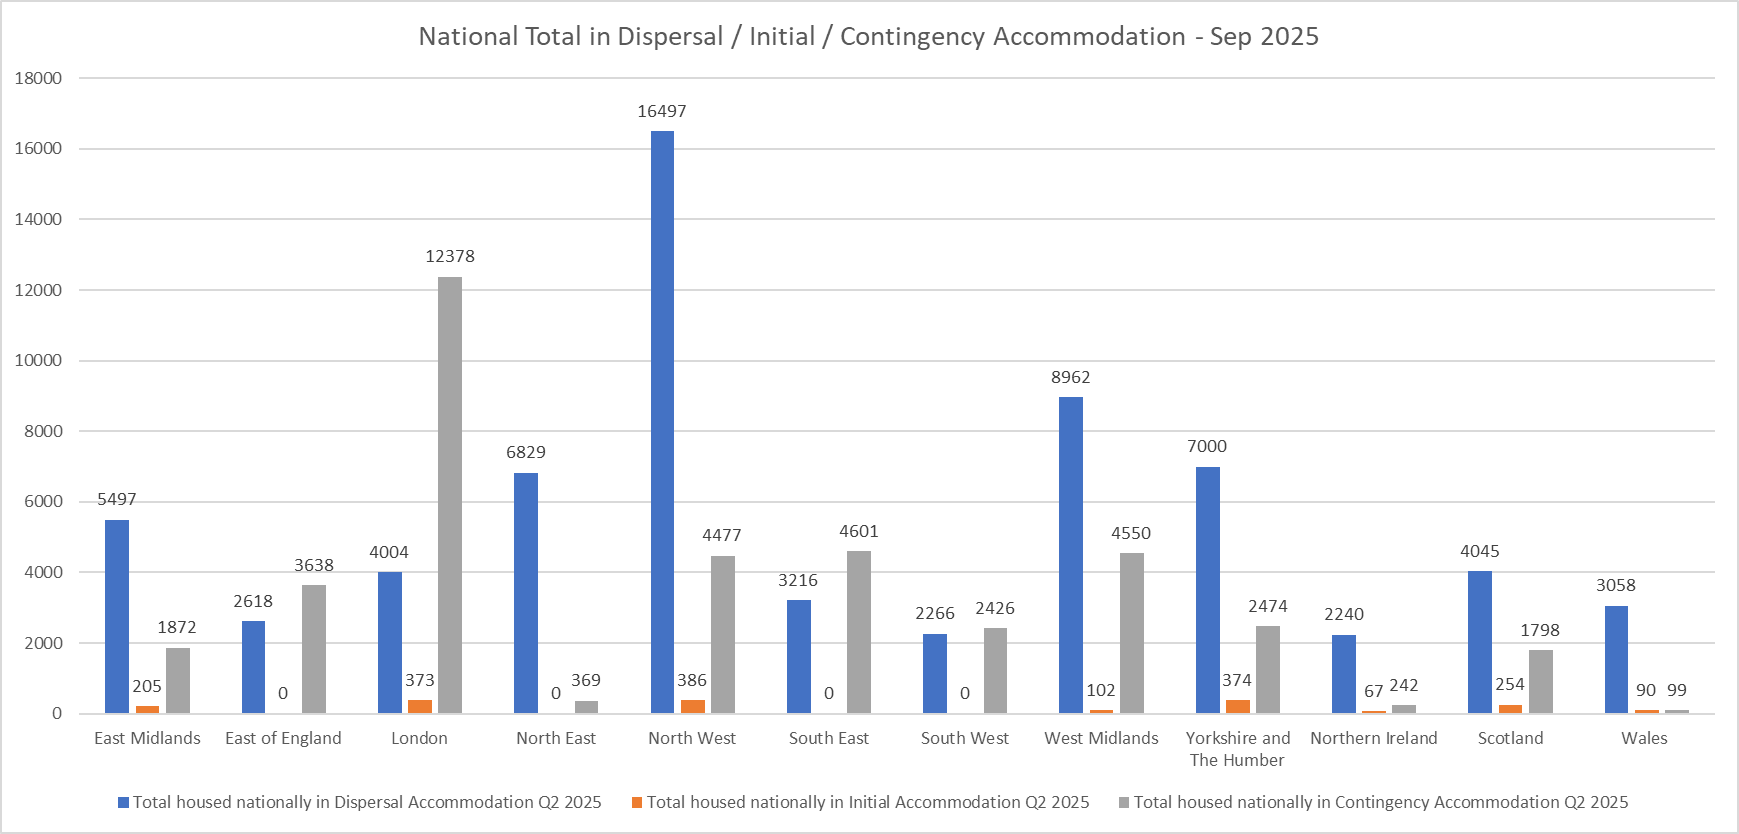 National Total in Dispersal / Initial / Contingency Accommodation - Sep 2025
18000
16000
14000
12000
10000
8000
6000
4000
2000
0
5497
205
1872
2618
0
3638
4004
373
12378
6829
0
369
16497
386
4477
3216
0
4601
2266
0
2426
8962
102
4550
7000
374
2474
2240
67
242
4045
254
1798
3058
90
99
East Midlands
East of England
London
North East
North West
South East
South West
West Midlands
Yorkshire and
The Humber
Northern Ireland
Scotland
Wales
Total housed nationally in Dispersal Accommodation Q2 2025
Total housed nationally in Initial Accommodation Q2 2025
Total housed nationally in Contingency Accommodation Q2 2025